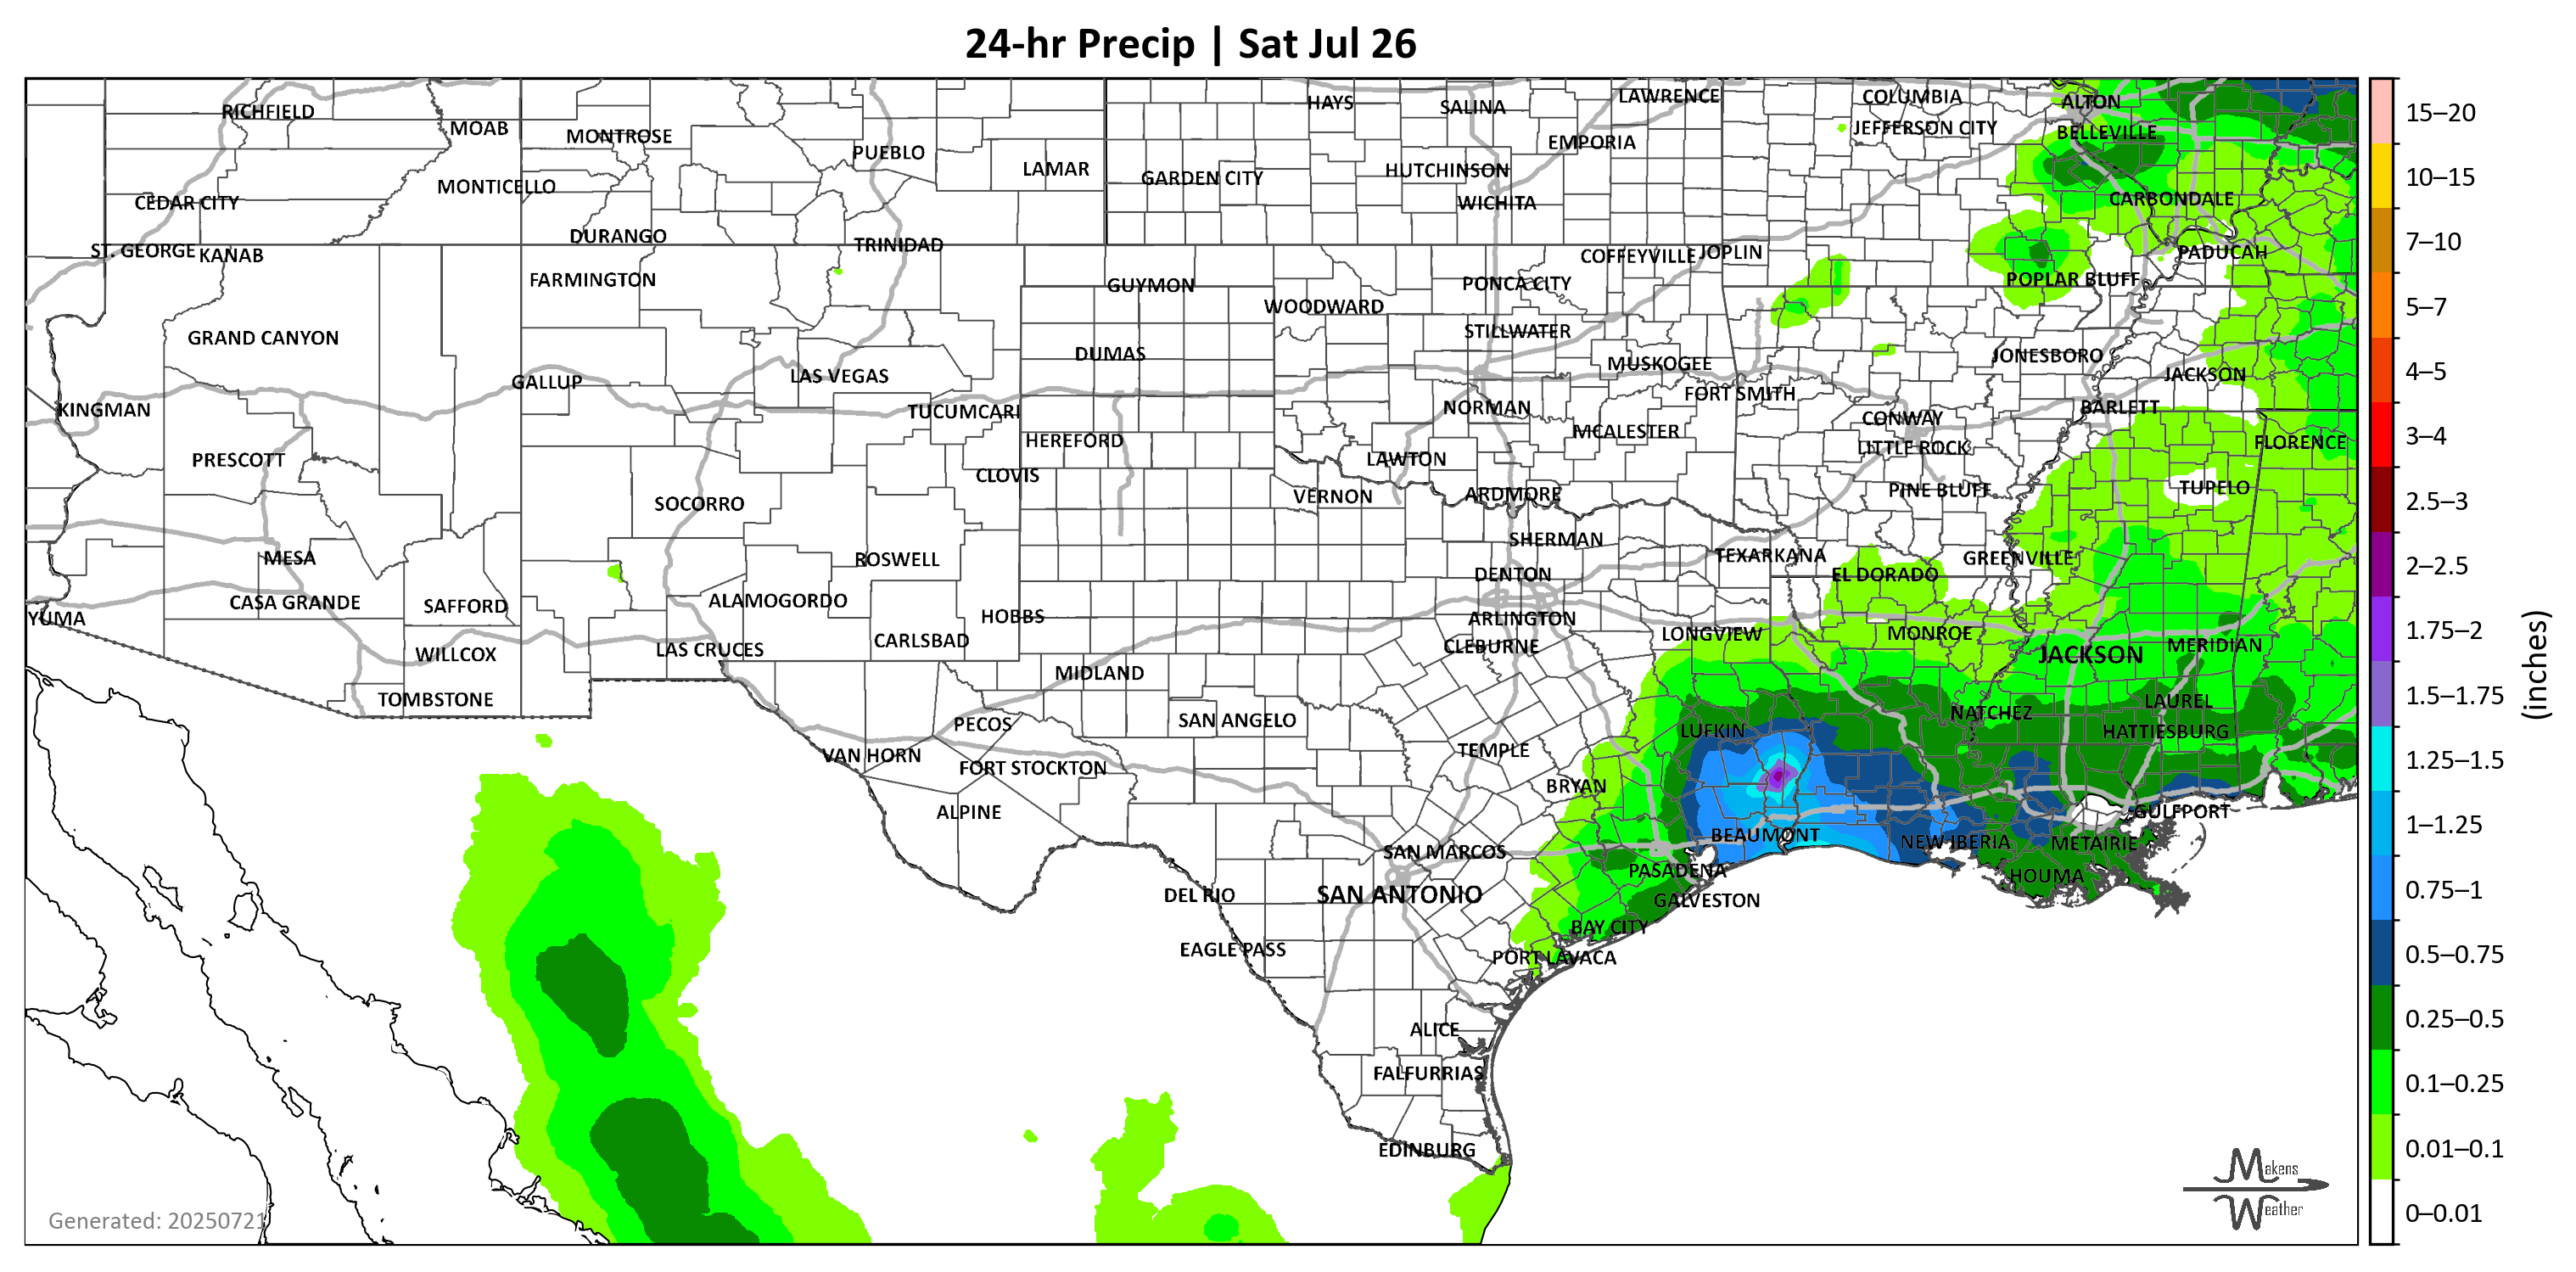 24-hr Precip | Sat Jul 26
RICHFIELD
MOAB
MONTROSE
PUEBLO
LAMAR
HAYS
SALINA
LAWRENCE
COLUMBIA
ALTON
EMPORIA
JEFFERSON CITY
BELLEVILLE
CEDAR CITY
MONTICELLO
GARDEN CITY
HUTCHINSON
WICHITA
CARBONDALE
ST. GEORGE
KANAB
DURANGO
TRINIDAD
COFFEYVILLE
JOPLIN
PADUCAH
FARMINGTON
GUYMON
WOODWARD
PONCA CITY
POPLAR BLUFF
GRAND CANYON
DUMAS
STILLWATER
MUSKOGEE
JONESBORO
GALLUP
LAS VEGAS
FORT SMITH
JACKSON
KINGMAN
TUCUMCARI
NORMAN
CONWAY
BARLETT
PRESCOTT
HEREFORD
CLOVIS
LAWTON
MCALESTER
LITTLE ROCK
FLORENCE
SOCORRO
VERNON
ARDMORE
PINE BLUFF
TUPELO
MESA
ROSWELL
SHERMAN
DENTON
TEXARKANA
EL DORADO
GREENVILLE
YUMA
CASA GRANDE
SAFFORD
ALAMOGORDO
HOBBS
ARLINGTON
CLEBURNE
LONGVIEW
MONROE
JACKSON
MERIDIAN
WILLCOX
LAS CRUCES
CARLSBAD
MIDLAND
TOMBSTONE
PECOS
SAN ANGELO
LUFKIN
NATCHEZ
LAUREL
HATTIESBURG
VAN HORN
FORT STOCKTON
TEMPLE
BRYAN
ALPINE
SAN MARCOS
BEAUMONT
NEW IBERIA
METAIRIE
GULFPORT
DEL RIO
SAN ANTONIO
PASADENA
GALVESTON
HOUMA
EAGLE PASS
PORT LAVACA
BAY CITY
ALICE
FALFURRIAS
EDINBURG
Generated: 20250721
Makens
Weather
15–20
10–15
7–10
5–7
4–5
3–4
2.5–3
2–2.5
1.75–2
1.5–1.75
1.25–1.5
1–1.25
0.75–1
0.5–0.75
0.25–0.5
0.1–0.25
0.01–0.1
0–0.01
(inches)